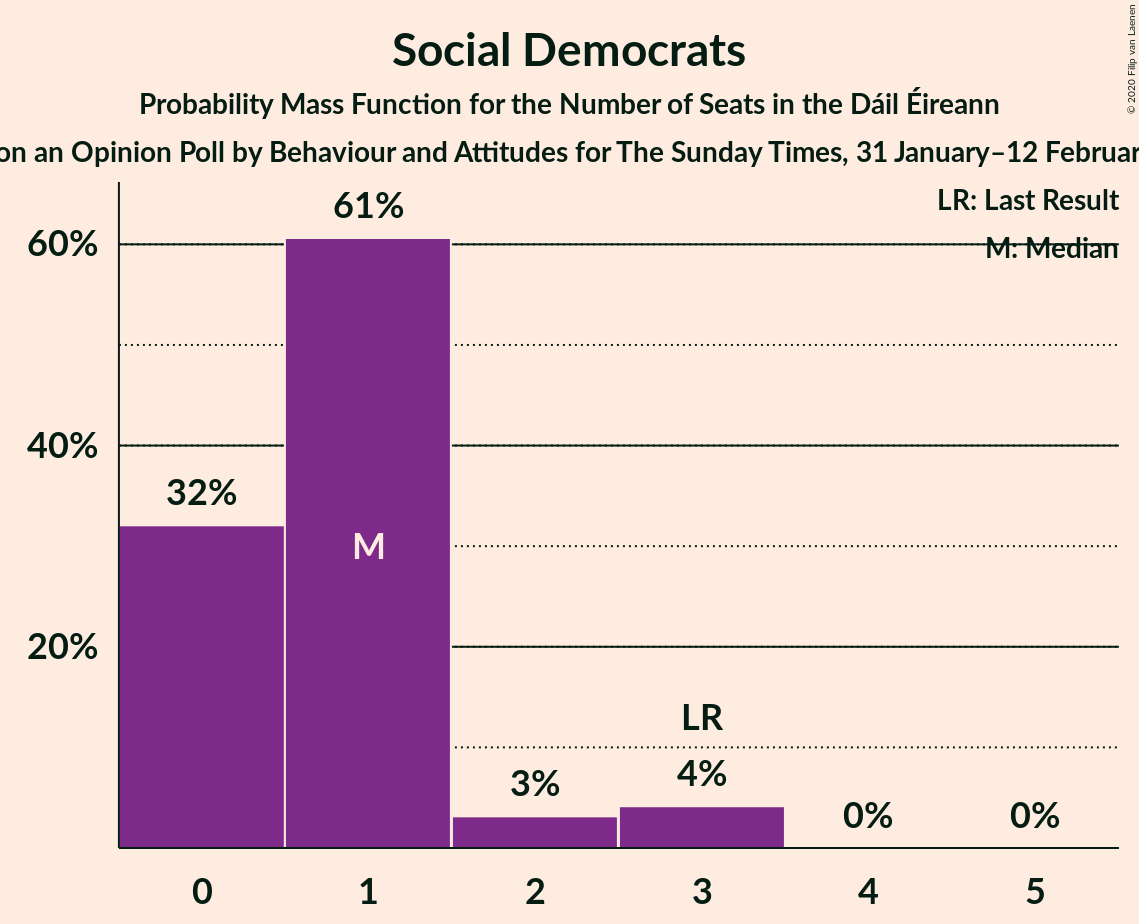 Social Democrats
Probability Mass Function for the Number of Seats in the Dáil Éireann
on an Opinion Poll by Behaviour and Attitudes for The Sunday Times, 31 January–12 Februar
© 2020 Filip van Laenen
LR: Last Result
M: Median
61%
60%
40%
32%
M
20%
LR
3%
4%
0%
0%
0
1
2
3
4
5